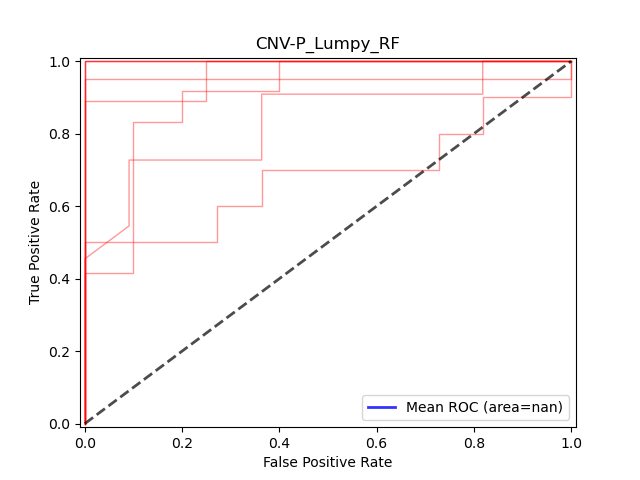 CNV-P_Lumpy_RF
1.0
0.8
0.6
0.4
0.2
0.0
True Positive Rate
Mean ROC (area=nan)
0.0 0.2 0.4 0.6 0.8 1.0
False Positive Rate